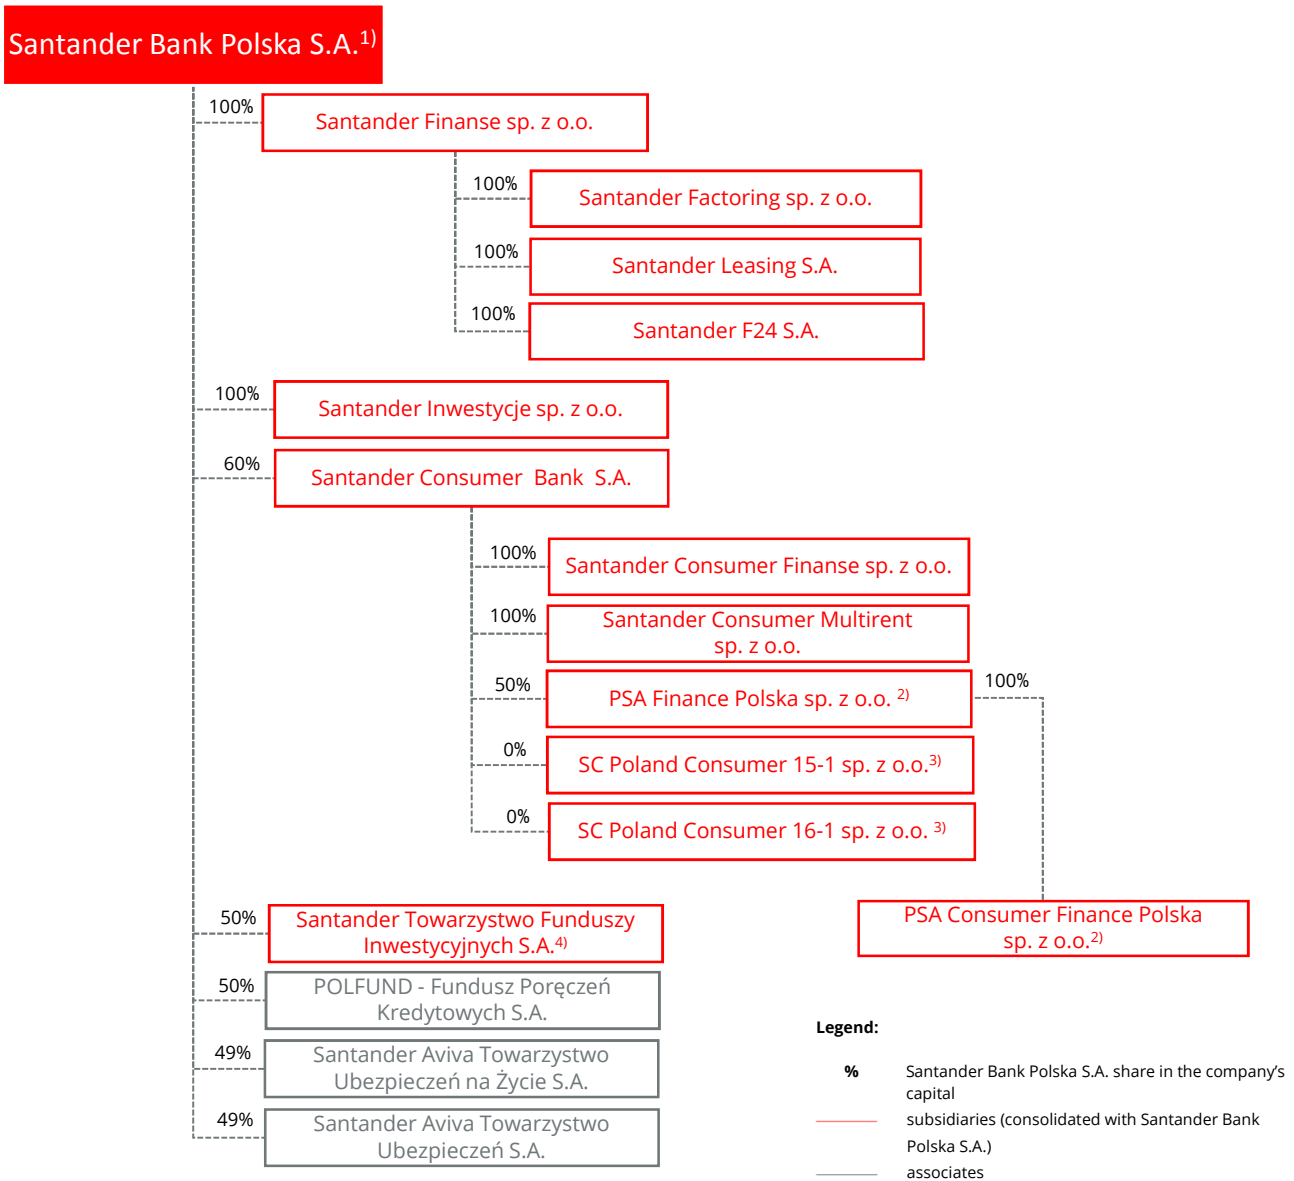 Santander Bank Polska S.A.1)
100%
Santander Finanse sp. z o.o.
100%
Santander Factoring sp. z o.o.
100%
Santander Leasing S.A.
100%
Santander F24 S.A.
100%
Santander Inwestycje sp. z o.o.
60%
Santander Consumer Bank S.A.
100%
Santander Consumer Finanse sp. z o.o.
100%
Santander Consumer Multirent
sp. z o.o.
50%
PSA Finance Polska sp. z o.o. 2)
100%
0%
SC Poland Consumer 15-1 sp. z o.o.3)
0%
SC Poland Consumer 16-1 sp. z o.o. 3)
50%
Santander Towarzystwo Funduszy
Inwestycyjnych S.A.4)
PSA Consumer Finance Polska
sp. z o.o.2)
50%
POLFUND - Fundusz Poręczeń
Kredytowych S.A.
49%
Santander Aviva Towarzystwo
Ubezpieczeń na Życie S.A.
49%
Santander Aviva Towarzystwo
Ubezpieczeń S.A.
Legend:
% Santander Bank Polska S.A. share in the company's
capital
subsidiaries (consolidated with Santander Bank
Polska S.A.)
associates